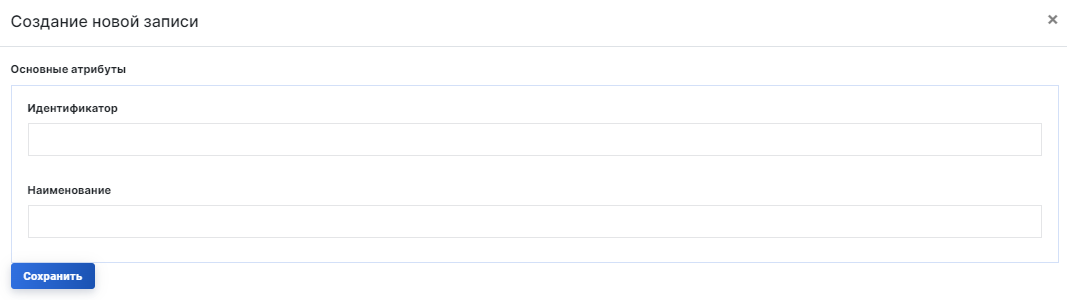 Создание новой записи
×
Основные атрибуты
Идентификатор
Наименование
Сохранить